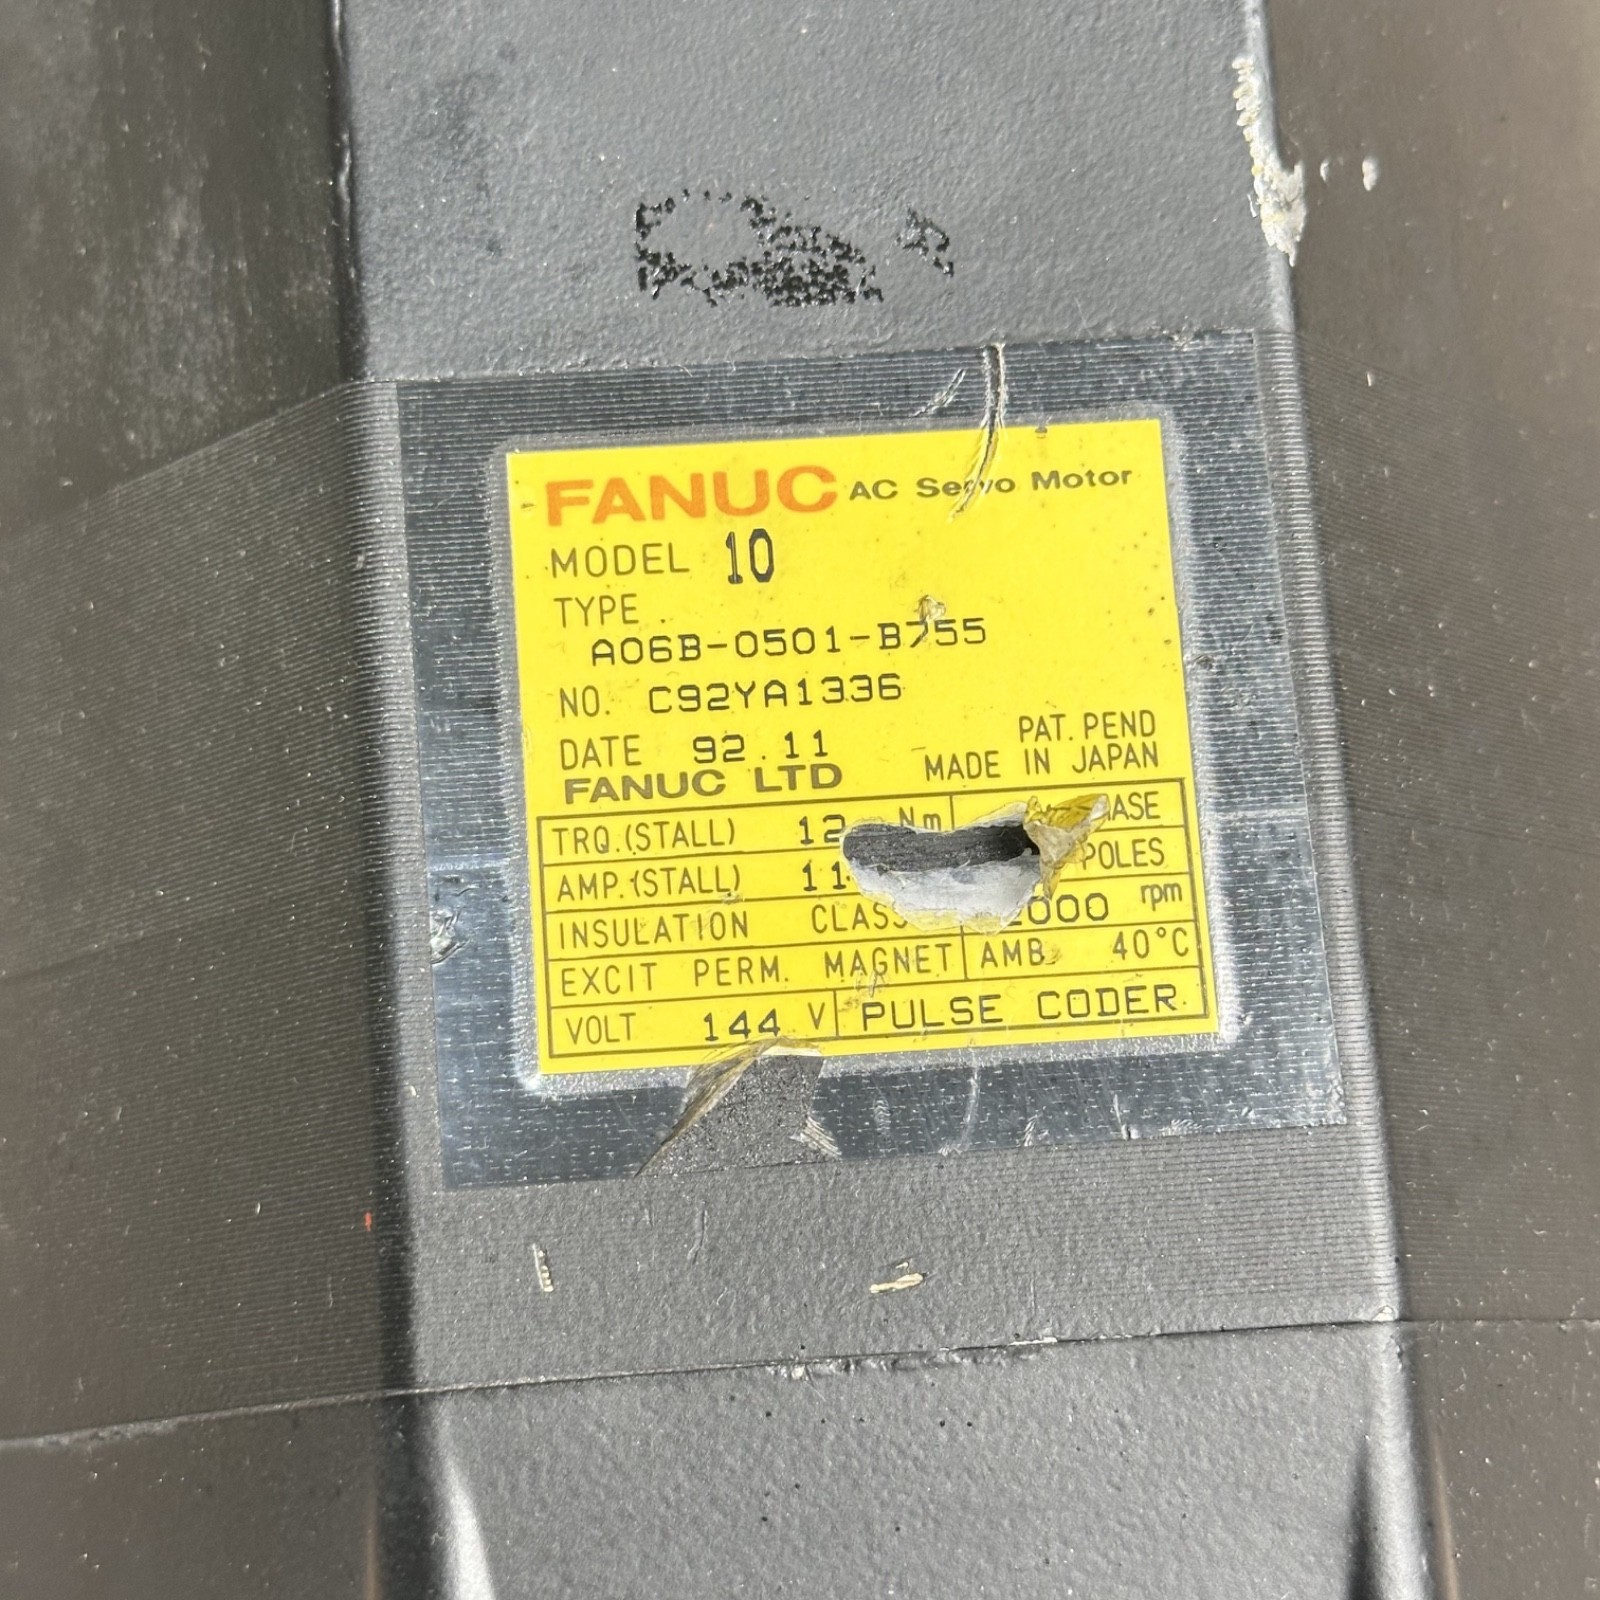 FANUC AC Servo Motor
MODEL 10
TYPE
A06B-0501-B755
NO. C92YA1336
DATE 92.11
PAT. PEND
FANUC LTD
MADE IN JAPAN
TRQ.(STALL) Nm
AMP.(STALL) POLES
INSULATION CLASS rpm
EXCIT PERM. MAGNET AMB. 40°C
VOLT 144 V PULSE CODER